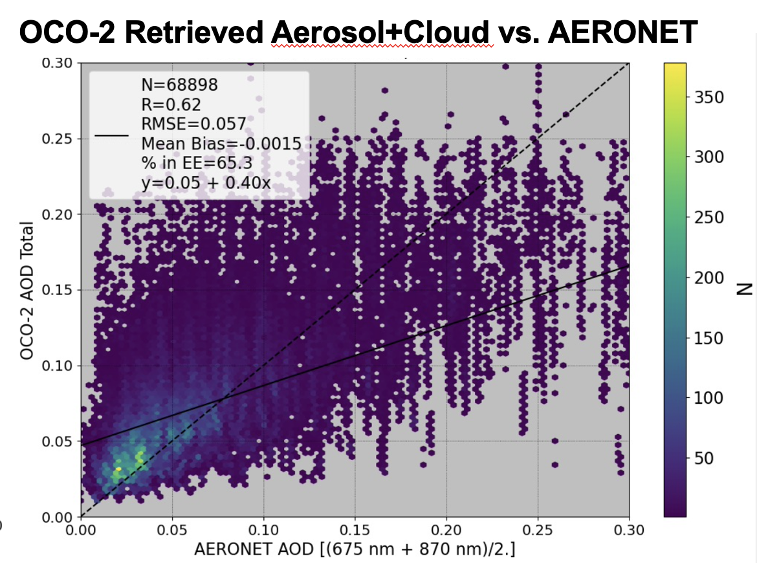 OCO-2 Retrieved Aerosol+Cloud vs. AERONET
0.30
0.25
0.20
0.15
0.10
0.05
0.00
OCO-2 AOD Total
N=68898
R=0.62
RMSE=0.057
Mean Bias=-0.0015
% in EE=65.3
y=0.05 + 0.40x
0.00 0.05 0.10 0.15 0.20 0.25 0.30
AERONET AOD [(675 nm + 870 nm)/2.]
350
300
250
200
150
100
50
N